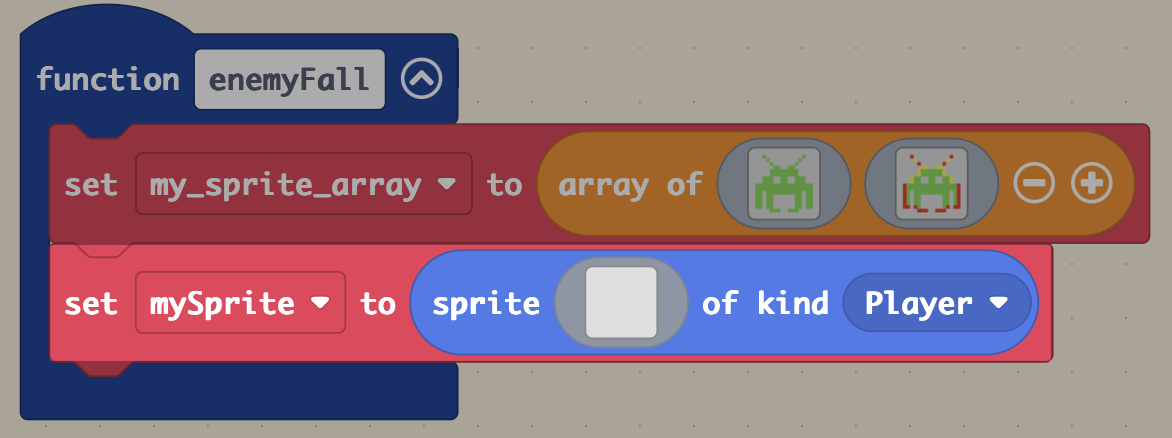 function enemyFall
set my_sprite_array to array of
set mySprite to sprite of kind Player